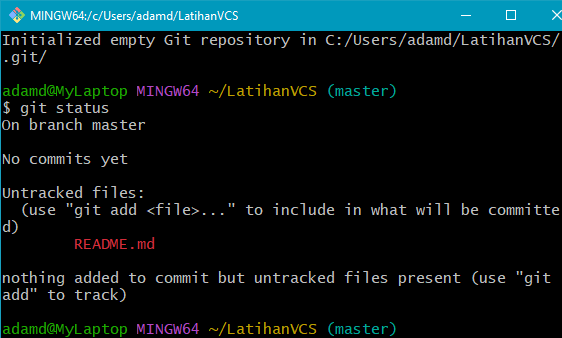 MINGW64:/c/Users/adamd/LatihanVCS
Initialized empty Git repository in C:/Users/adamd/LatihanVCS/
.git/
adamd@MyLaptop MINGW64 ~/LatihanVCS (master)
$ git status
On branch master
No commits yet
Untracked files:
  (use "git add <file>..." to include in what will be committe
d)
        README.md
nothing added to commit but untracked files present (use "git
add" to track)
adamd@MyLaptop MINGW64 ~/LatihanVCS (master)